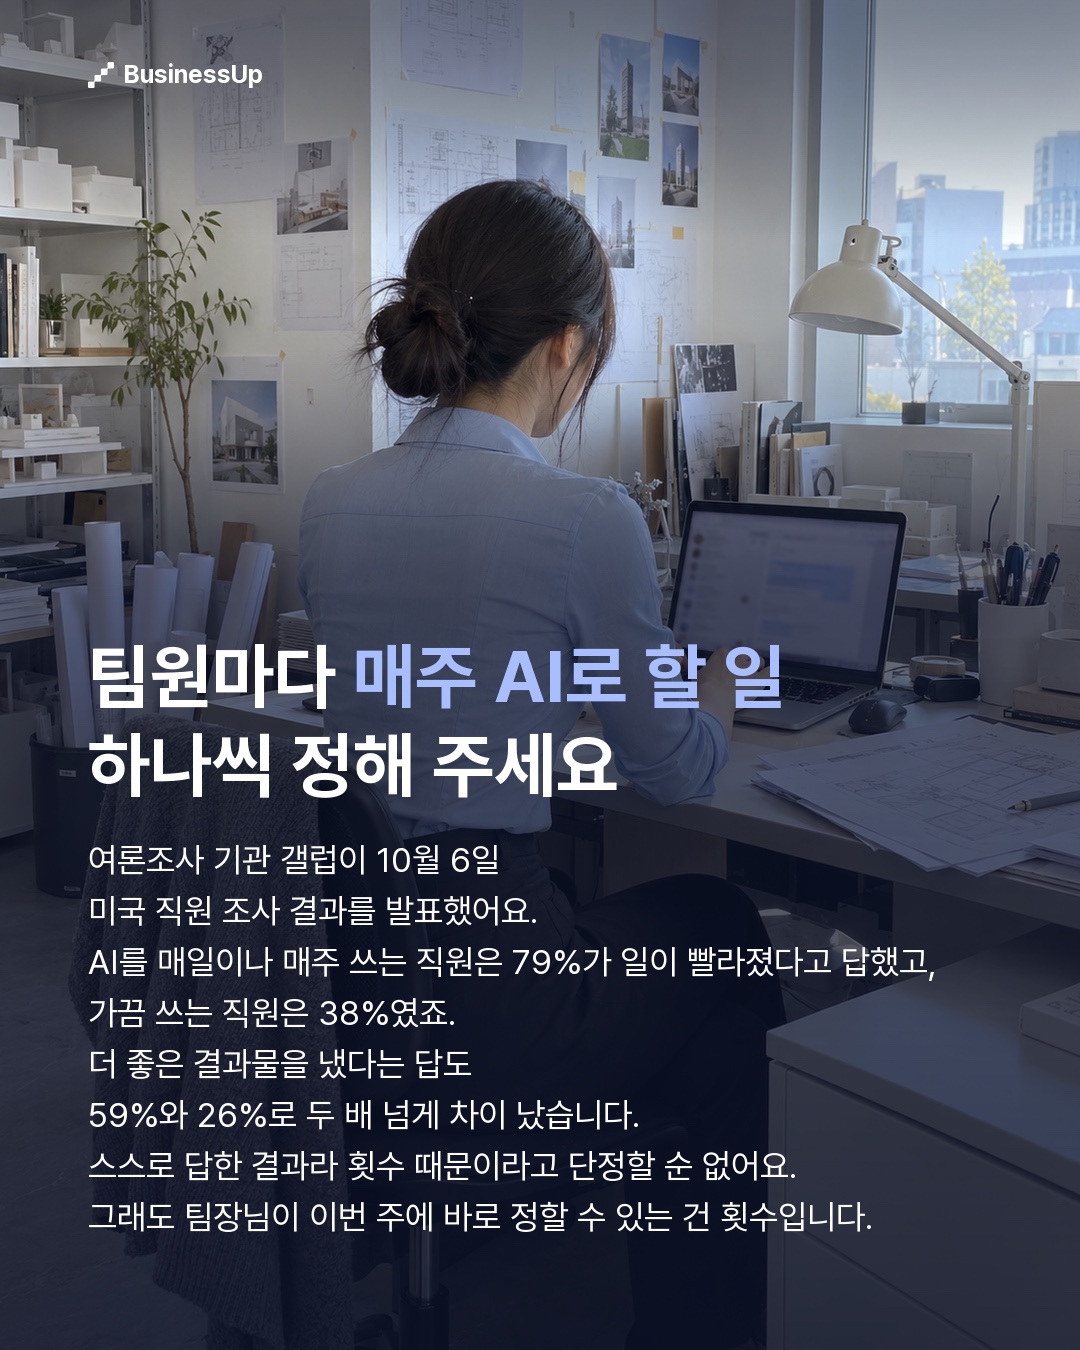 BusinessUp
팀원마다 매주 AI로 할 일
하나씩 정해 주세요
여론조사 기관 갤럽이 10월 6일
미국 직원 조사 결과를 발표했어요.
AI를 매일이나 매주 쓰는 직원은 79%가 일이 빨라졌다고 답했고,
가끔 쓰는 직원은 38%였죠.
더 좋은 결과물을 냈다는 답도
59%와 26%로 두 배 넘게 차이 났습니다.
스스로 답한 결과라 횟수 때문이라고 단정할 순 없어요.
그래도 팀장님이 이번 주에 바로 정할 수 있는 건 횟수입니다.